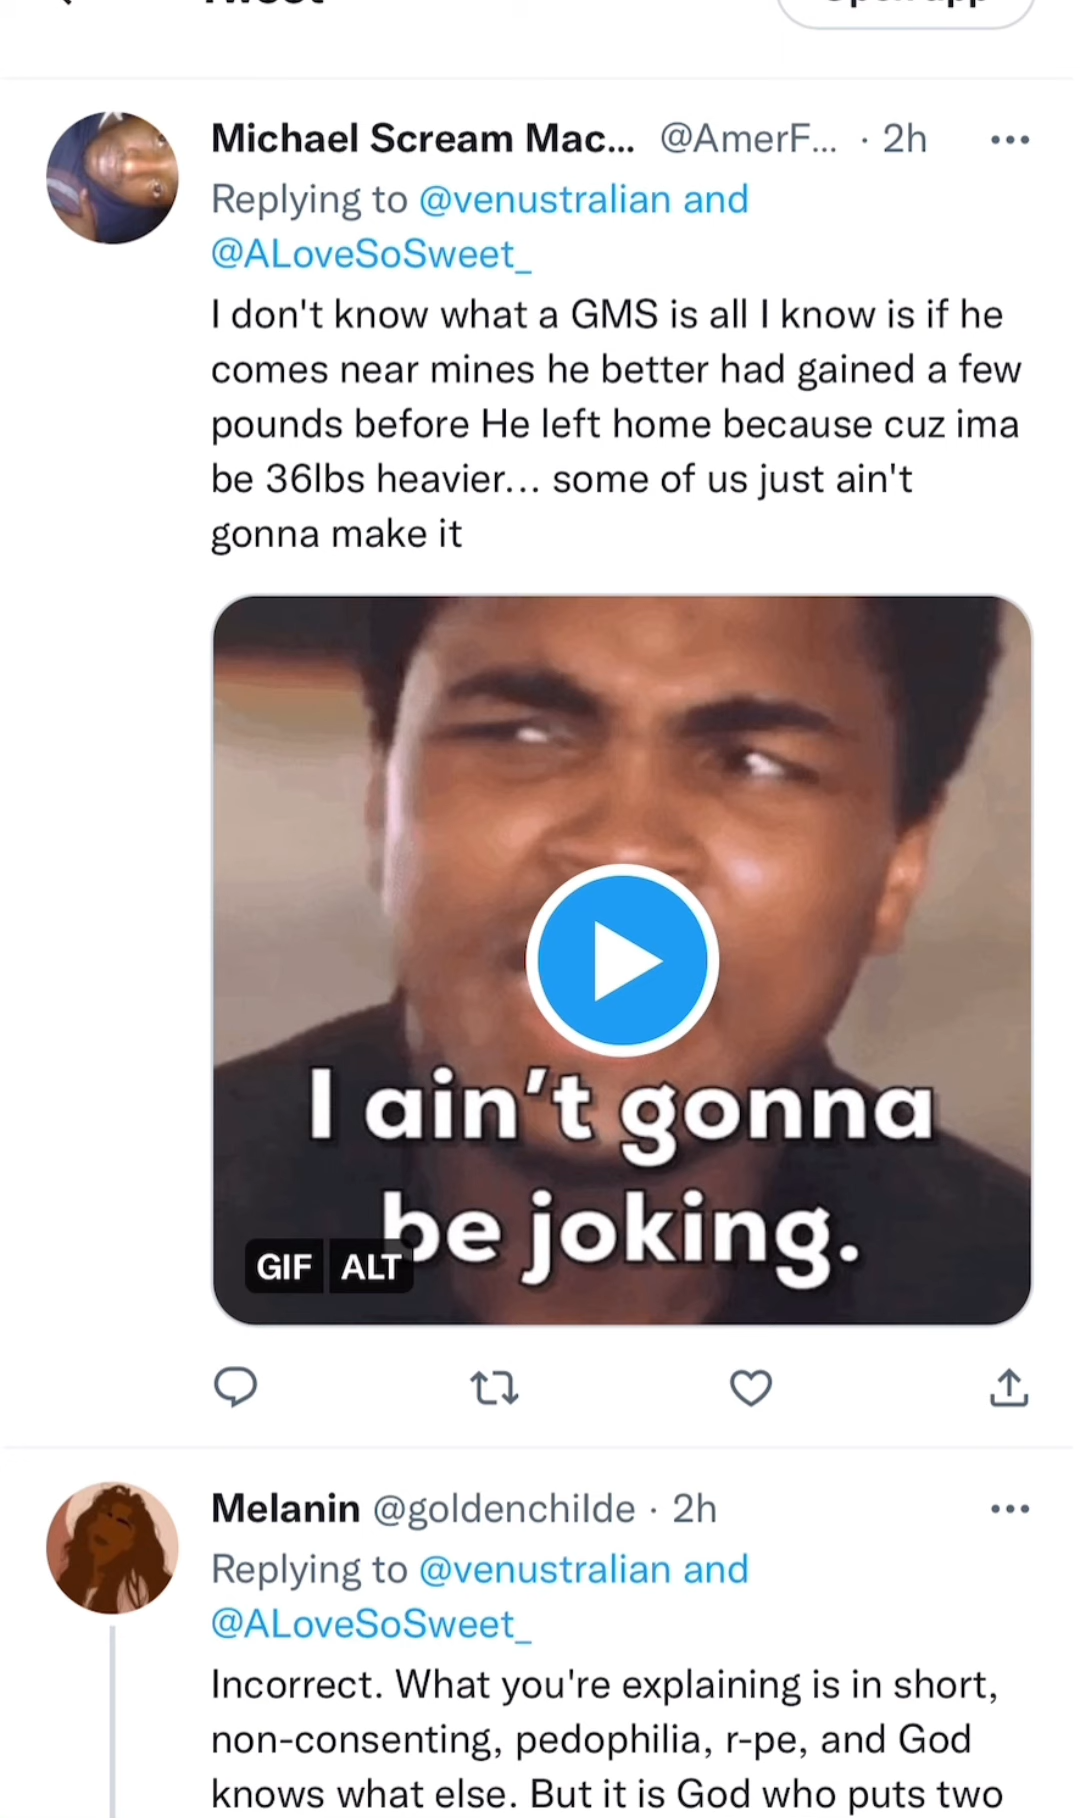 Tweet
Open app
Michael Scream Mac... @AmerF... · 2h
Replying to @venustralian and
@ALoveSoSweet_
I don't know what a GMS is all I know is if he
comes near mines he better had gained a few
pounds before He left home because cuz ima
be 36lbs heavier... some of us just ain't
gonna make it
I ain't gonna
be joking.
GIF ALT
Melanin @goldenchilde · 2h
Replying to @venustralian and
@ALoveSoSweet_
Incorrect. What you're explaining is in short,
non-consenting, pedophilia, r-pe, and God
knows what else. But it is God who puts two